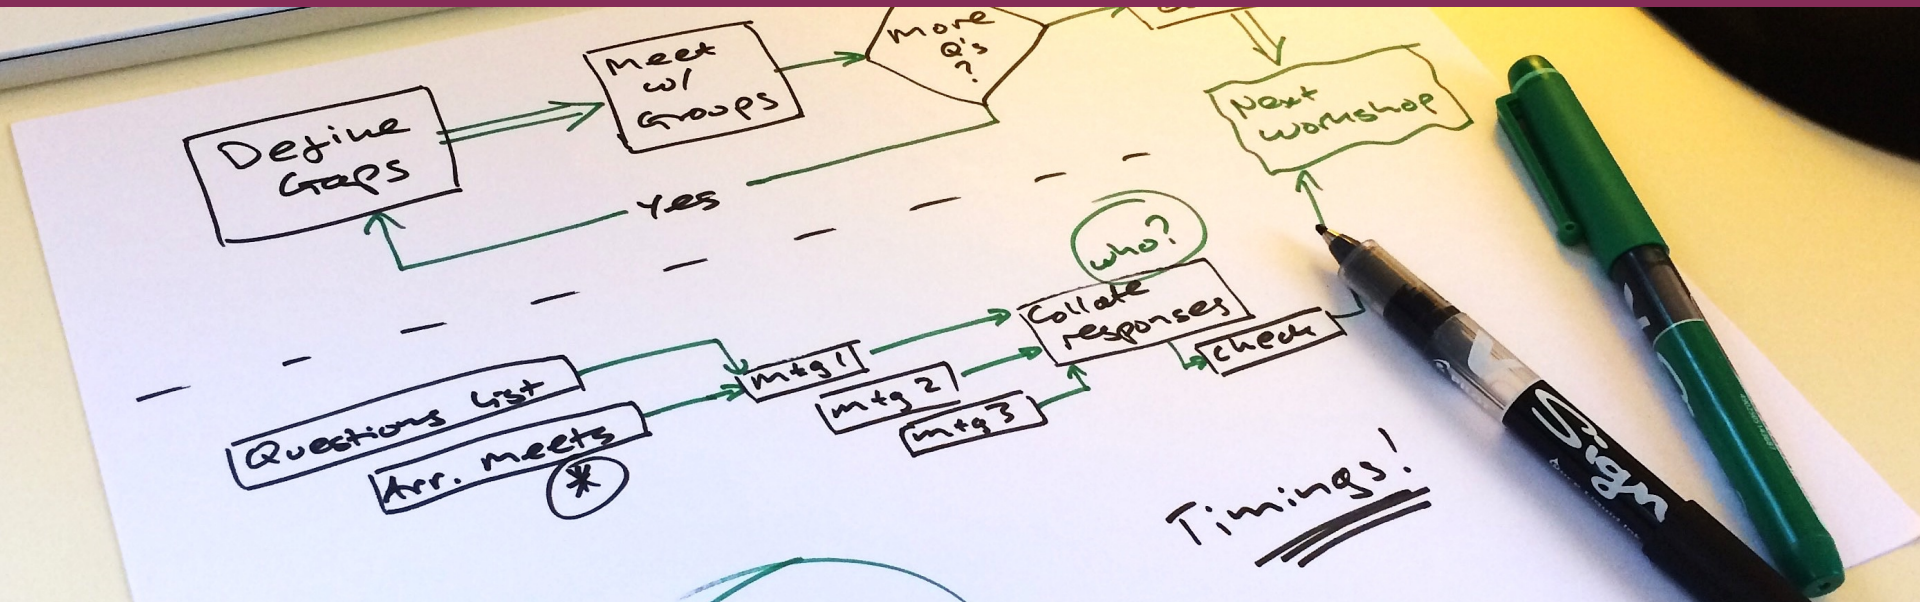 More
Q's
?
Meet
w/
Groups
Define
Gaps
Next
Workshop
Yes
who?
Collate
responses
check
mtg 1
mtg 2
mtg 3
Questions List
Arr. meets
*
Timings!
Sign